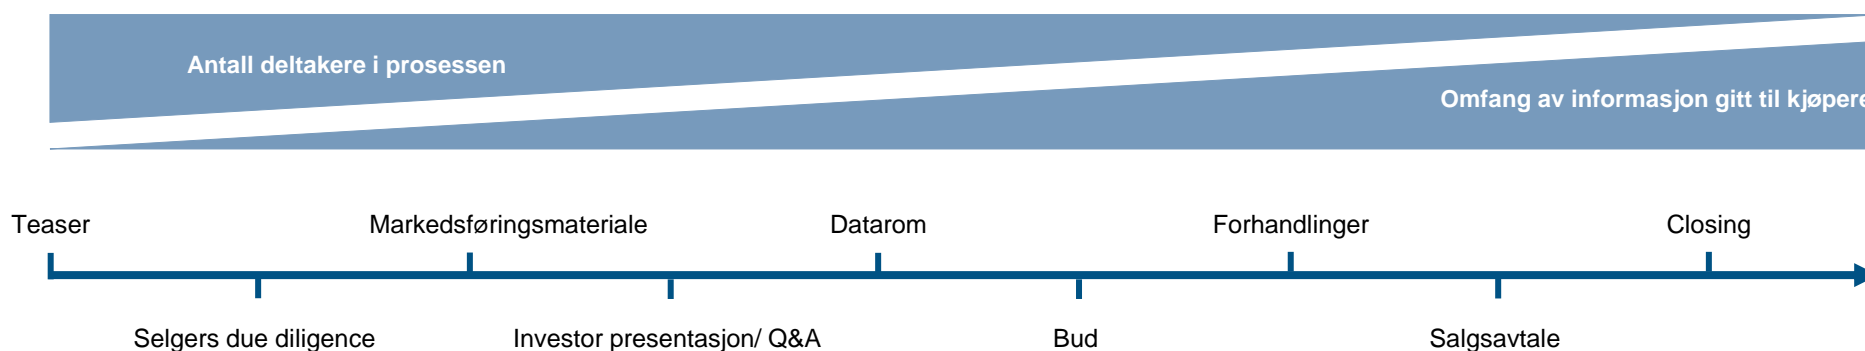 Antall deltakere i prosessen
Omfang av informasjon gitt til kjøpere
Teaser
Markedsføringsmateriale
Datarom
Forhandlinger
Closing
Selgers due diligence
Investor presentasjon/ Q&A
Bud
Salgsavtale